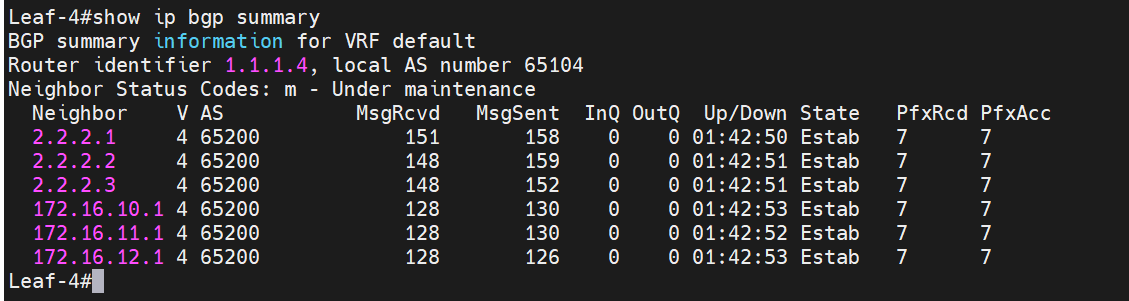 Leaf-4#show ip bgp summary
BGP summary information for VRF default
Router identifier 1.1.1.4, local AS number 65104
Neighbor Status Codes: m - Under maintenance
  Neighbor    V AS        MsgRcvd   MsgSent  InQ OutQ  Up/Down State   PfxRcd PfxAcc
  2.2.2.1     4 65200            151       158    0    0 01:42:50 Estab   7      7
  2.2.2.2     4 65200            148       159    0    0 01:42:51 Estab   7      7
  2.2.2.3     4 65200            148       152    0    0 01:42:51 Estab   7      7
  172.16.10.1 4 65200            128       130    0    0 01:42:53 Estab   7      7
  172.16.11.1 4 65200            128       130    0    0 01:42:52 Estab   7      7
  172.16.12.1 4 65200            128       126    0    0 01:42:53 Estab   7      7
Leaf-4#